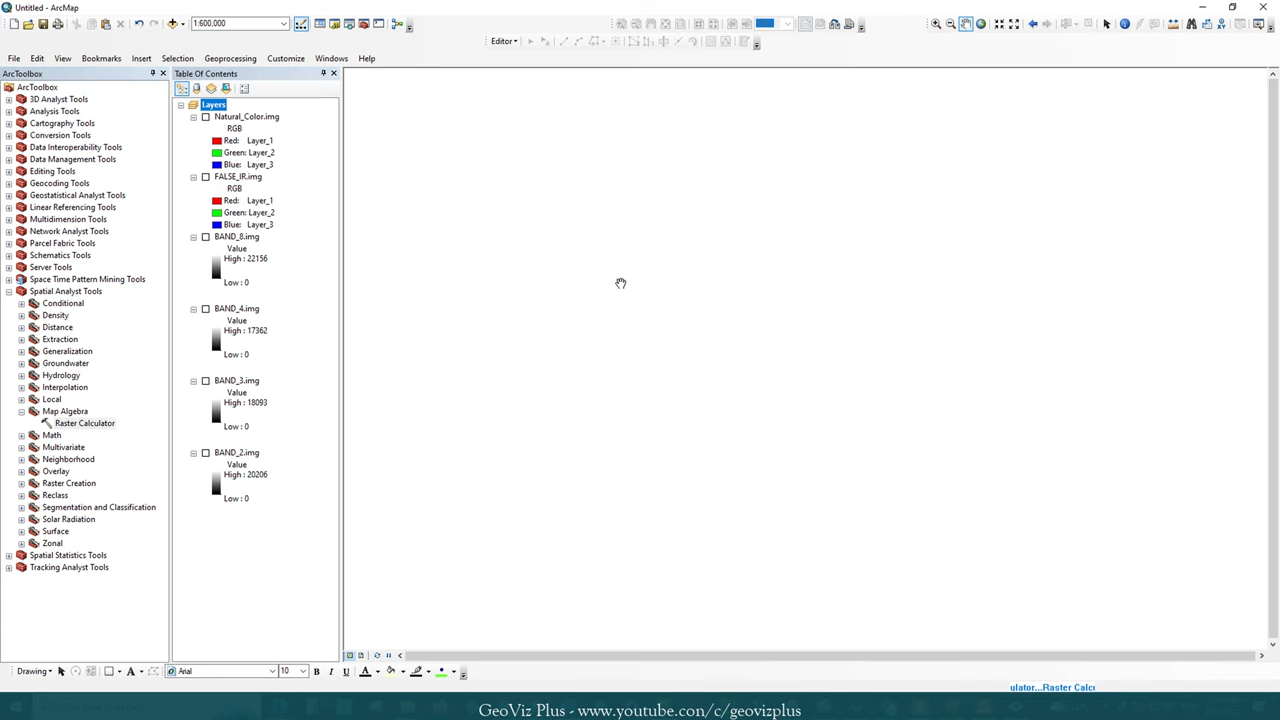 Untitled - ArcMap
1:600,000
Editor
File Edit View Bookmarks Insert Selection Geoprocessing Customize Windows Help
ArcToolbox
ArcToolbox
3D Analyst Tools
Analysis Tools
Cartography Tools
Conversion Tools
Data Interoperability Tools
Data Management Tools
Editing Tools
Geocoding Tools
Geostatistical Analyst Tools
Linear Referencing Tools
Multidimension Tools
Network Analyst Tools
Parcel Fabric Tools
Schematics Tools
Server Tools
Space Time Pattern Mining Tools
Spatial Analyst Tools
Conditional
Density
Distance
Extraction
Generalization
Groundwater
Hydrology
Interpolation
Local
Map Algebra
Raster Calculator
Math
Multivariate
Neighborhood
Overlay
Raster Creation
Reclass
Segmentation and Classification
Solar Radiation
Surface
Zonal
Spatial Statistics Tools
Tracking Analyst Tools
Table Of Contents
Layers
Natural_Color.img
RGB
Red: Layer_1
Green: Layer_2
Blue: Layer_3
FALSE_IR.img
RGB
Red: Layer_1
Green: Layer_2
Blue: Layer_3
BAND_8.img
Value
High : 22156
Low : 0
BAND_4.img
Value
High : 17362
Low : 0
BAND_3.img
Value
High : 18093
Low : 0
BAND_2.img
Value
High : 20206
Low : 0
Drawing A Arial 10 B I U A
ulator...Raster Calcu
GeoViz Plus - www.youtube.con/c/geovizplus